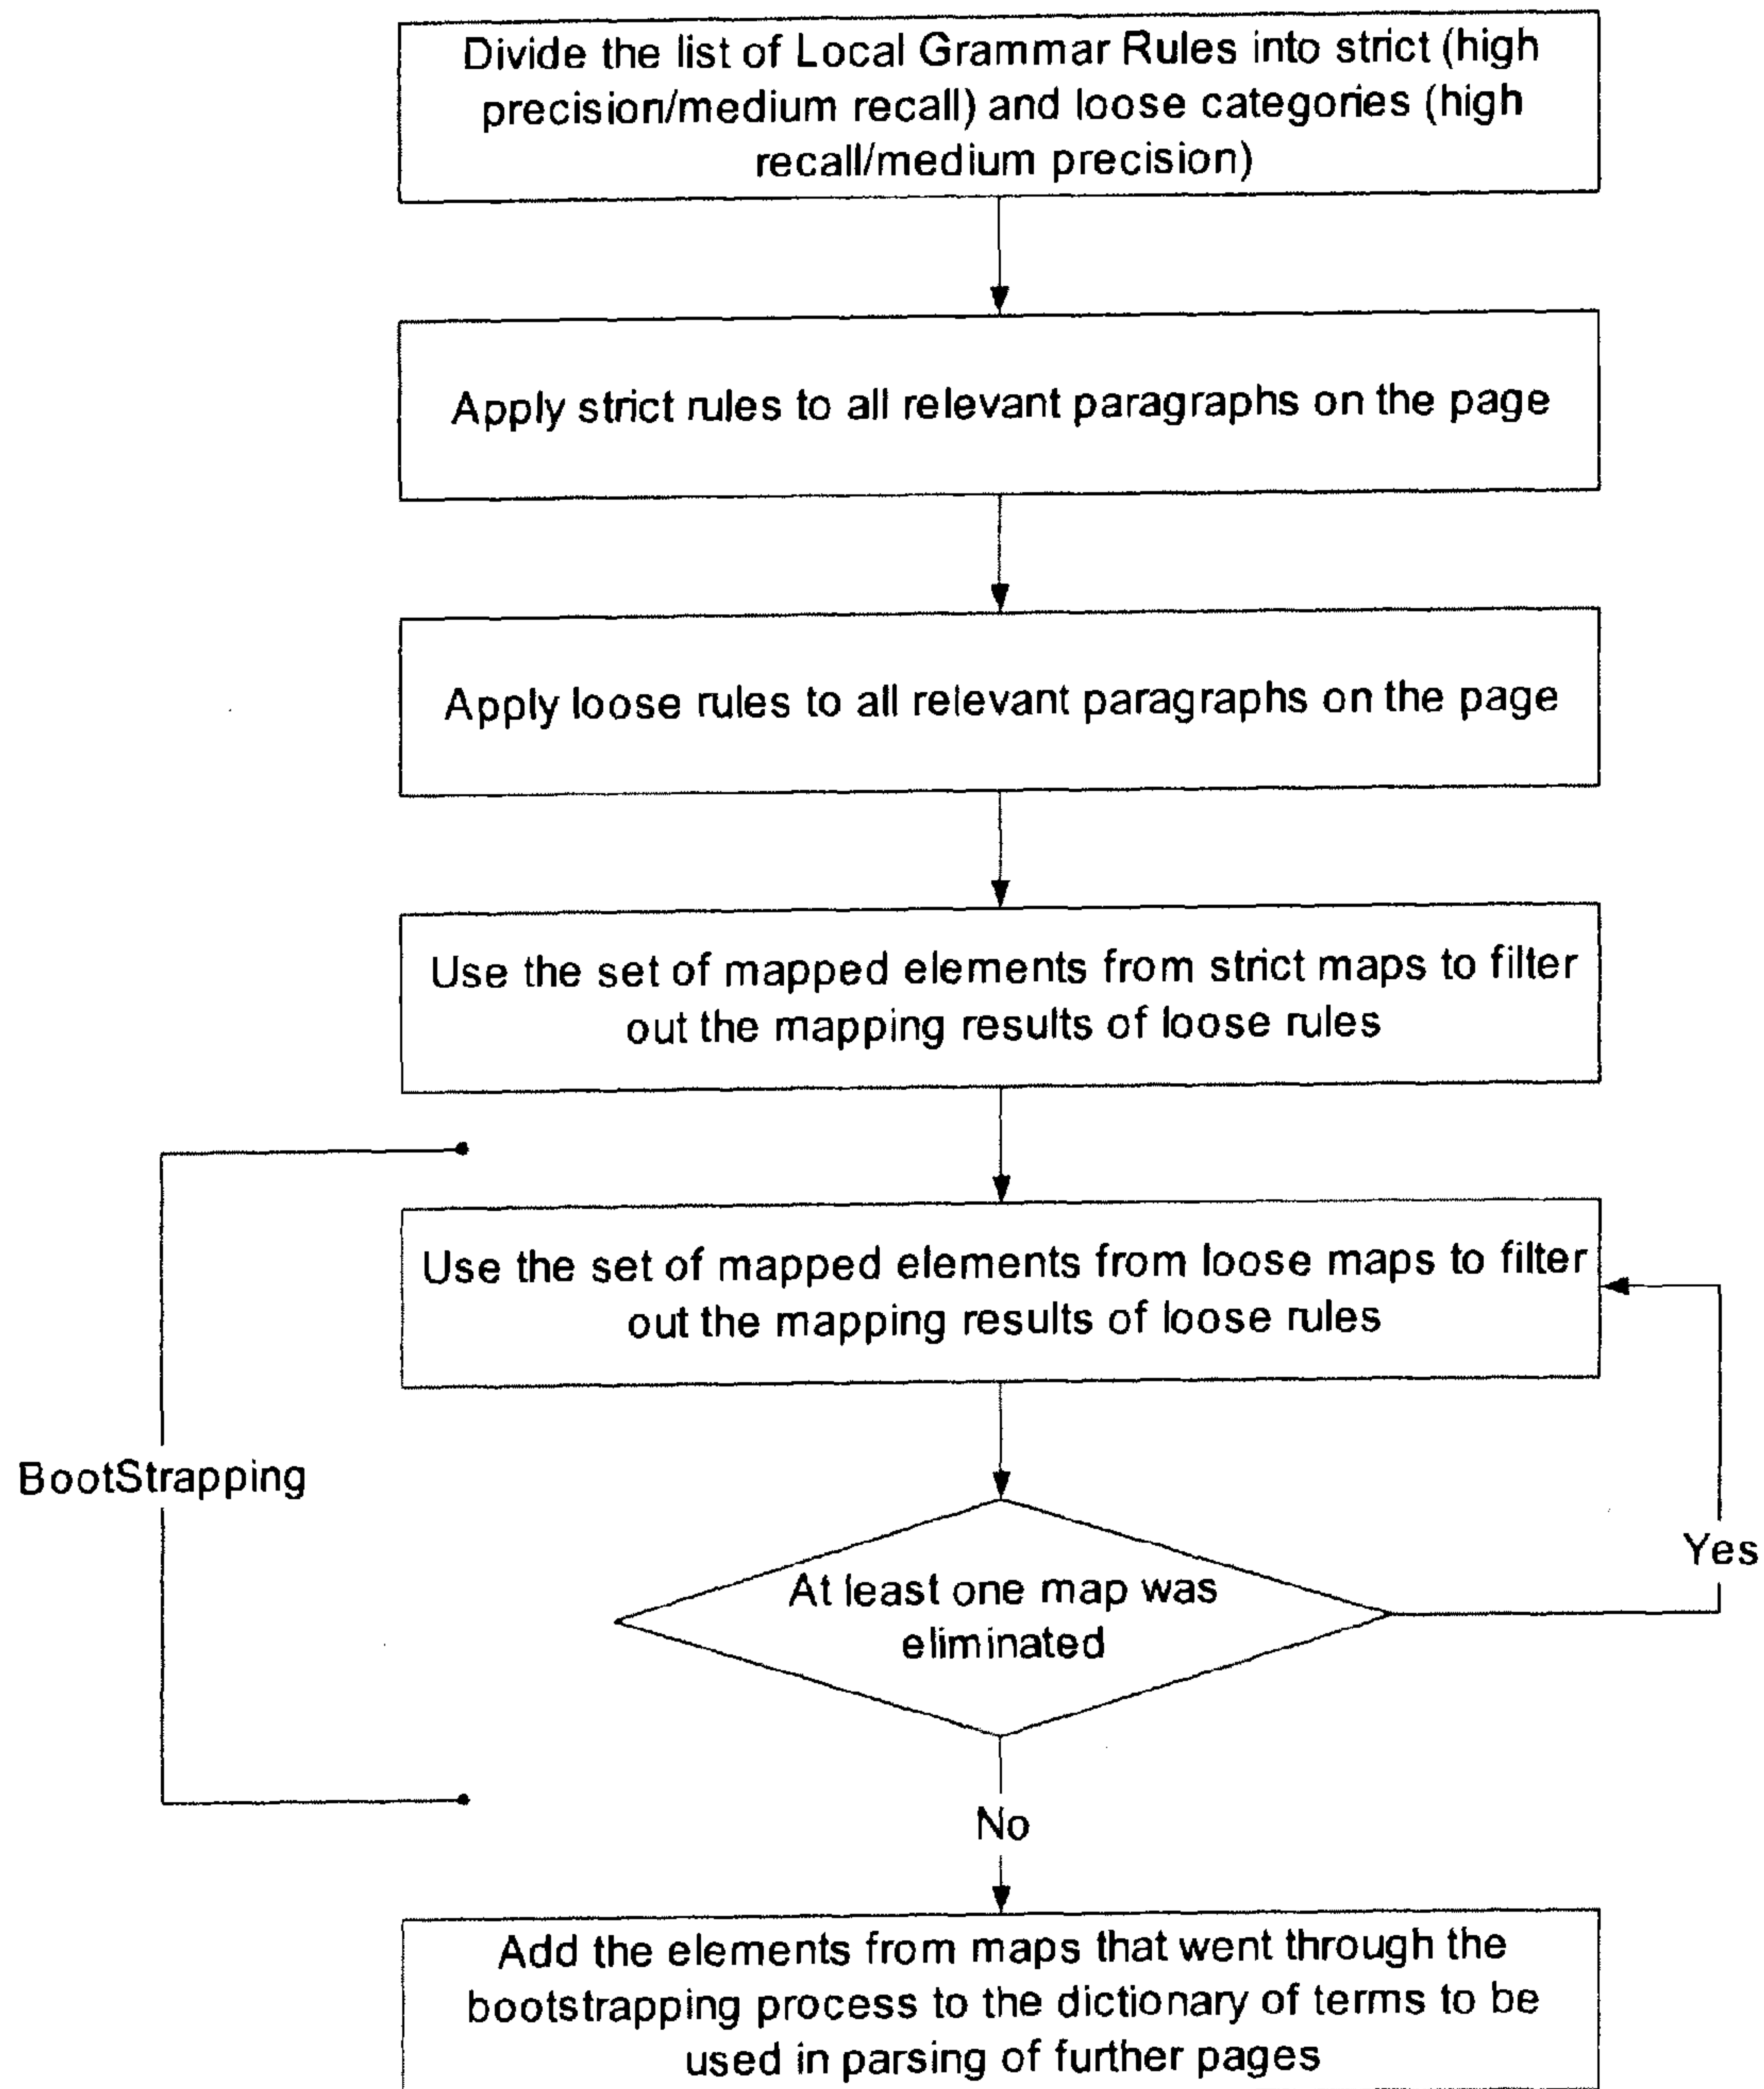 Divide the list of Local Grammar Rules into strict (high
precision/medium recall) and loose categories (high
recall/medium precision)
Apply strict rules to all relevant paragraphs on the page
Apply loose rules to all relevant paragraphs on the page
Use the set of mapped elements from strict maps to filter
out the mapping results of loose rules
Use the set of mapped elements from loose maps to filter
out the mapping results of loose rules
BootStrapping
Yes
At least one map was
eliminated
No
Add the elements from maps that went through the
bootstrapping process to the dictionary of terms to be
used in parsing of further pages